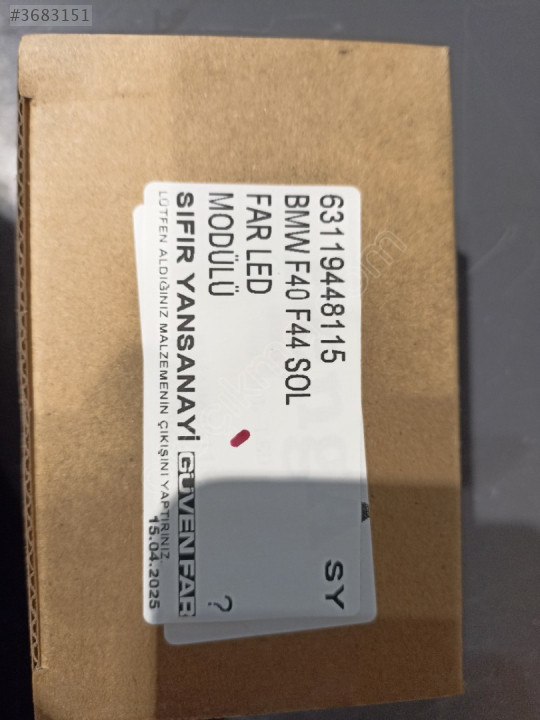 #3683151
63119448115
BMW F40 F44 SOL
FAR LED
MODÜLÜ
SY
?
SIFIR YANSANAYİ GÜVENFAR
LÜTFEN ALDIĞINIZ MALZEMENİN ÇIKIŞINI YAPTIRINIZ
15.04.2025